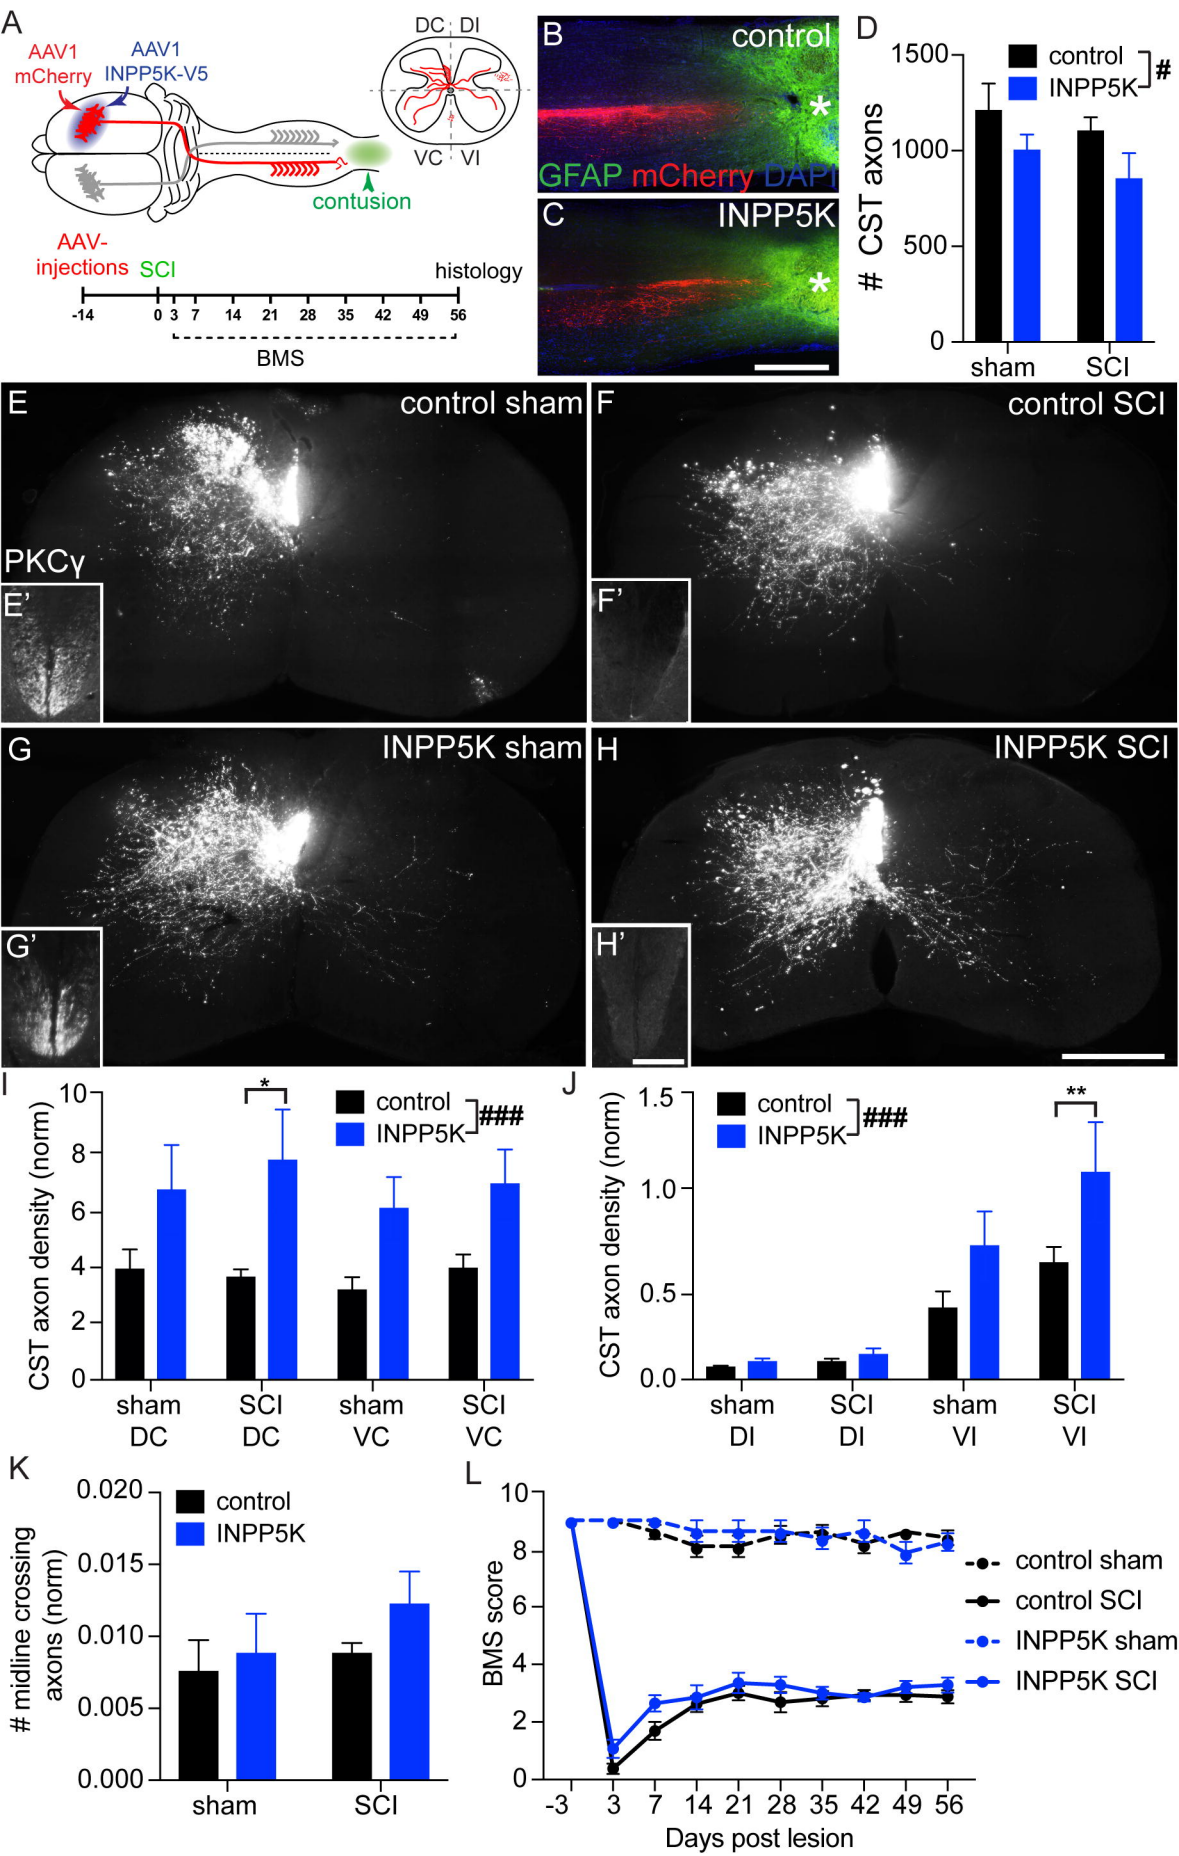 A
AAV1
mCherry
AAV1
INPP5K-V5
DC
DI
VC
VI
contusion
AAV-
injections
SCI
histology
-14
0
3
7
14
21
28
35
42
49
56
BMS
B
control
*
GFAP mCherry DAPI
C
INPP5K
*
D
# CST axons
1500
1000
500
0
control
INPP5K
#
sham
SCI
E
control sham
PKCγ
E'
F
control SCI
F'
G
INPP5K sham
G'
H
INPP5K SCI
H'
I
CST axon density (norm)
10
8
6
4
2
0
*
control
INPP5K
###
sham
DC
SCI
DC
sham
VC
SCI
VC
J
CST axon density (norm)
1.5
1.0
0.5
0.0
control
INPP5K
###
**
sham
DI
SCI
DI
sham
VI
SCI
VI
K
# midline crossing
axons (norm)
0.020
0.015
0.010
0.005
0.000
control
INPP5K
sham
SCI
L
BMS score
10
8
6
4
2
0
-3
3
7
14
21
28
35
42
49
56
Days post lesion
control sham
control SCI
INPP5K sham
INPP5K SCI